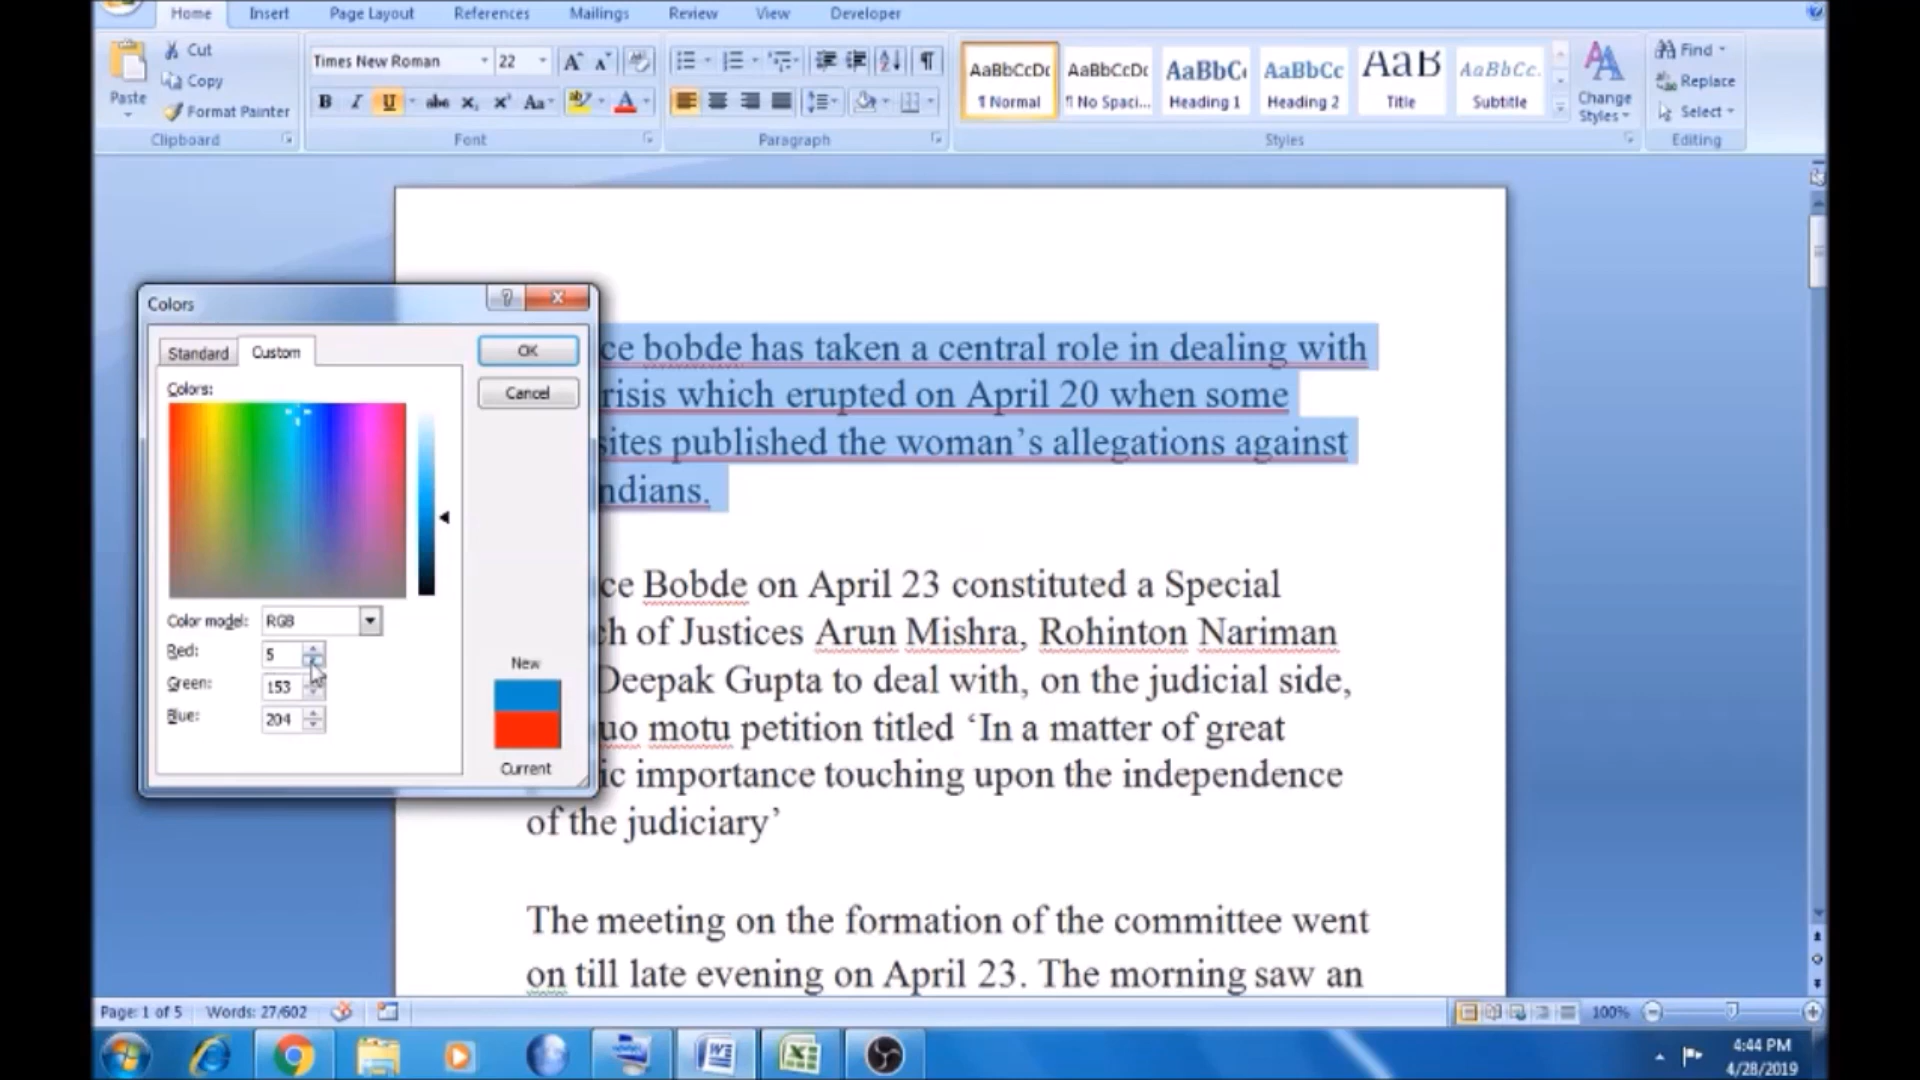 Home Insert Page Layout References Mailings Review View Developer
Paste
Cut
Copy
Format Painter
Clipboard
Times New Roman 22
B I U abc x₂ x² Aa
Font
Paragraph
AaBbCcDc AaBbCcDc AaBbC AaBbCc AaB AaBbCc.
¶ Normal ¶ No Spaci... Heading 1 Heading 2 Title Subtitle
Change
Styles
Styles
Find
Replace
Select
Editing
Colors
Standard Custom
OK
Cancel
Colors:
Color model: RGB
Red: 5
Green: 153
Blue: 204
New
Current
ce bobde has taken a central role in dealing with
risis which erupted on April 20 when some
sites published the woman’s allegations against
ndians.
ce Bobde on April 23 constituted a Special
ch of Justices Arun Mishra, Rohinton Nariman
Deepak Gupta to deal with, on the judicial side,
uo motu petition titled ‘In a matter of great
ic importance touching upon the independence
of the judiciary’
The meeting on the formation of the committee went
on till late evening on April 23. The morning saw an
Page: 1 of 5 Words: 27/602
100%
4:44 PM
4/28/2019